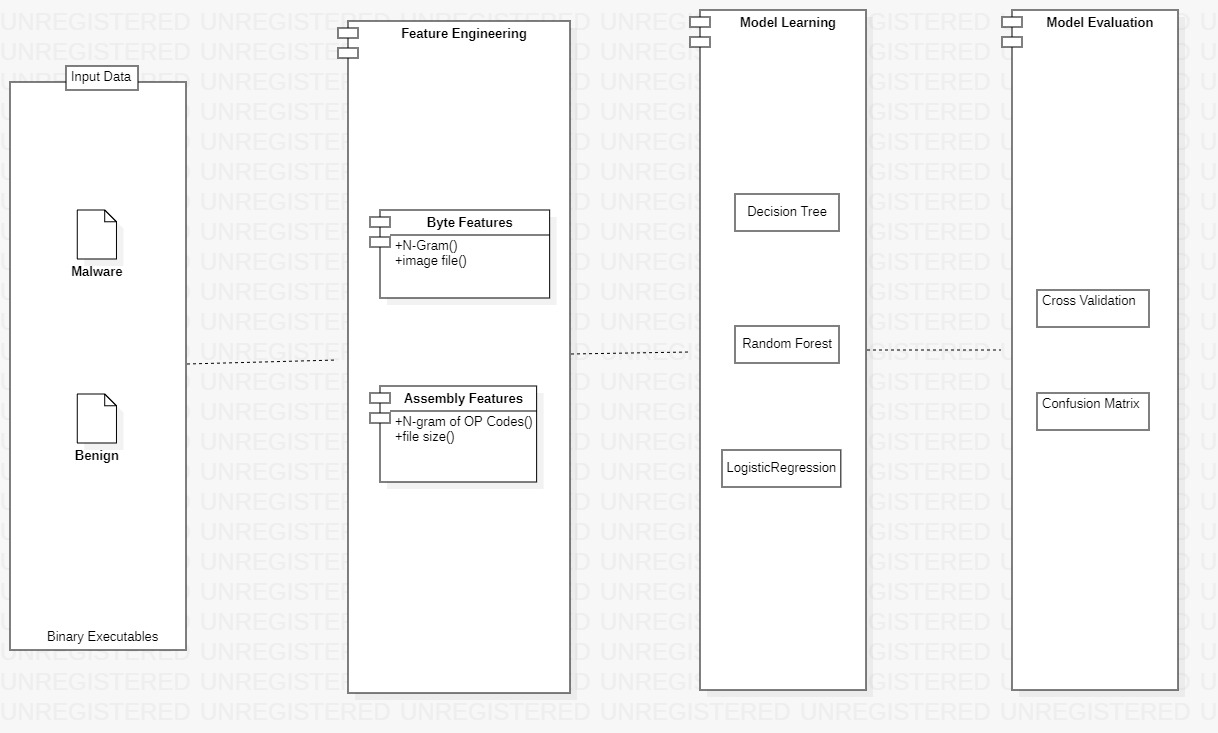 Input Data
Malware
Benign
Binary Executables
Feature Engineering
Byte Features
+N-Gram()
+image file()
Assembly Features
+N-gram of OP Codes()
+file size()
Model Learning
Decision Tree
Random Forest
LogisticRegression
Model Evaluation
Cross Validation
Confusion Matrix
UNREGISTERED